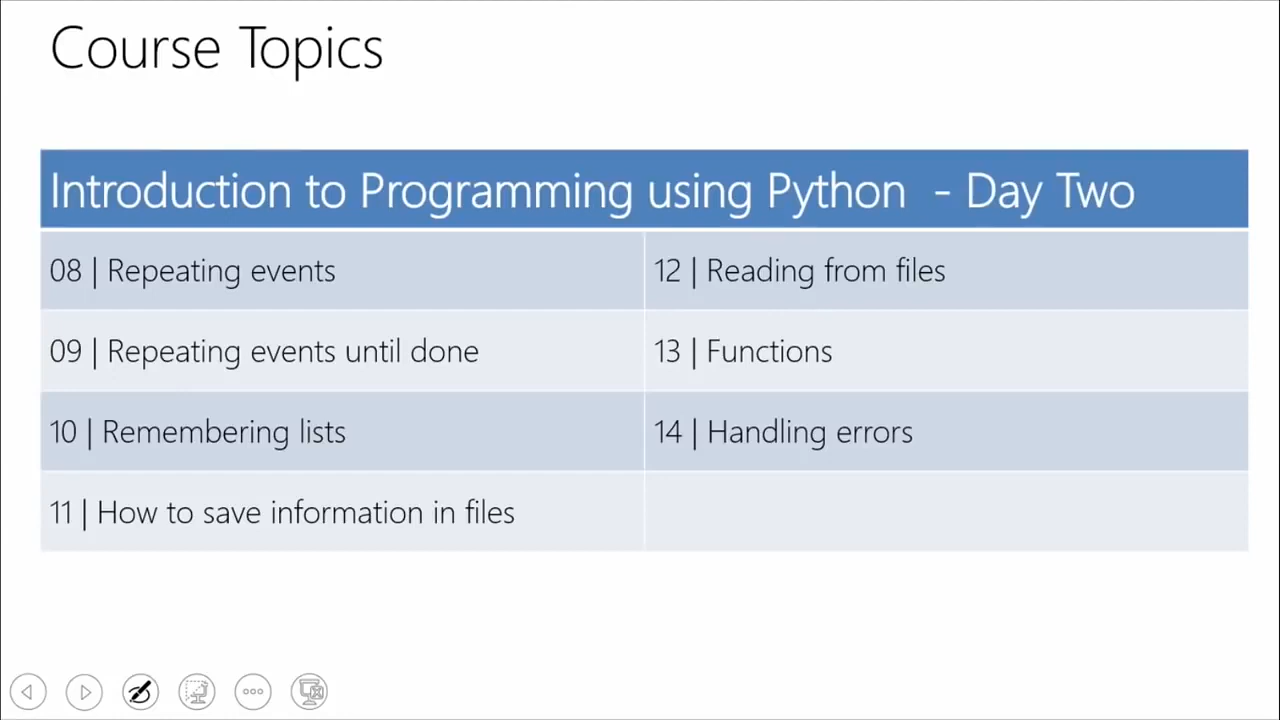 Course Topics
Introduction to Programming using Python - Day Two
08 | Repeating events
12 | Reading from files
09 | Repeating events until done
13 | Functions
10 | Remembering lists
14 | Handling errors
11 | How to save information in files